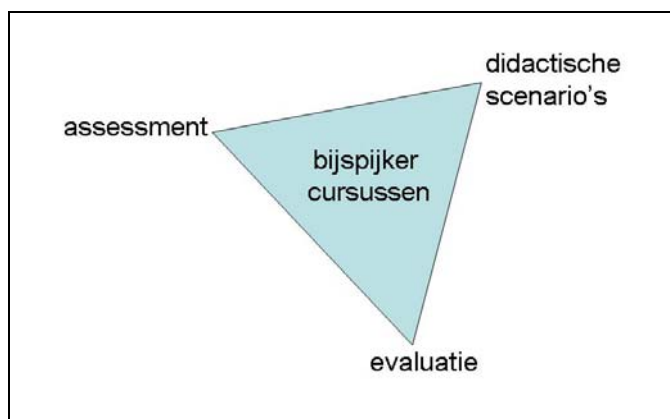 didactische
scenario's
assessment
bijspijker
cursussen
evaluatie